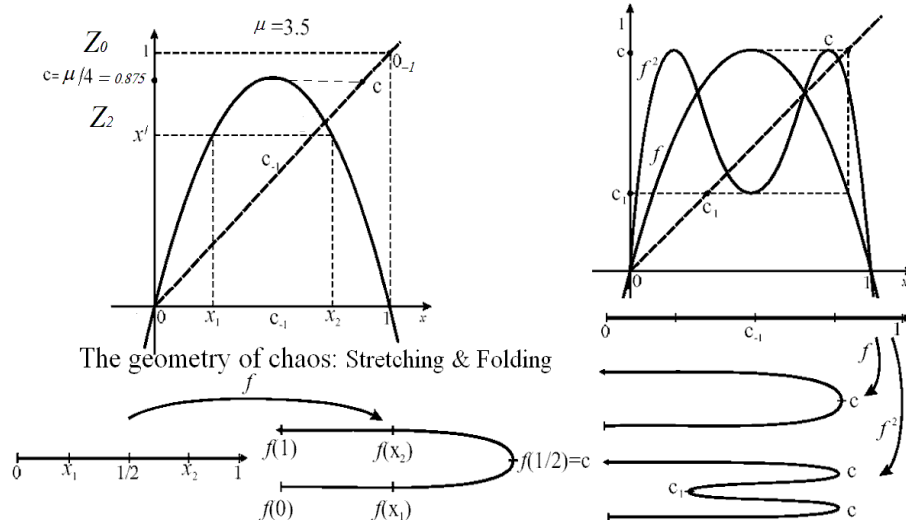 μ = 3.5
Z₀
1
0₋₁
c = μ/4 = 0.875
c
Z₂
x'
c₋₁
0
x₁
c₋₁
x₂
1
x
1
c
c
f²
f
c₁
c₁
0
1
x
0
c₋₁
1
The geometry of chaos: Stretching & Folding
f
f
c
f²
f(1)
f(x₂)
0
x₁
1/2
x₂
1
f(1/2)=c
f(0)
f(x₁)
c
c₁
c